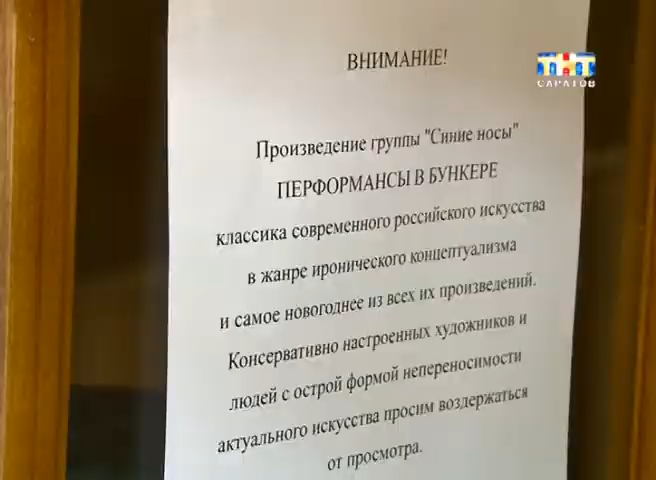 ВНИМАНИЕ!
ТНТ
САРАТОВ
Произведение группы "Синие носы"
ПЕРФОРМАНСЫ В БУНКЕРЕ
классика современного российского искусства
в жанре иронического концептуализма
и самое новогоднее из всех их произведений.
Консервативно настроенных художников и
людей с острой формой непереносимости
актуального искусства просим воздержаться
от просмотра.